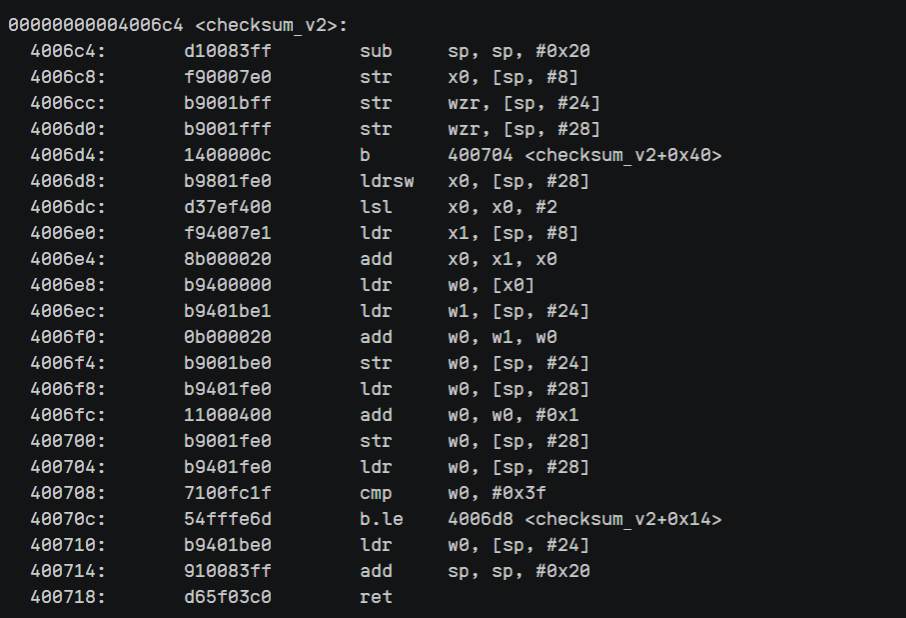 00000000004006c4 <checksum_v2>:
4006c4: d10083ff sub sp, sp, #0x20
4006c8: f90007e0 str x0, [sp, #8]
4006cc: b9001bff str wzr, [sp, #24]
4006d0: b9001fff str wzr, [sp, #28]
4006d4: 1400000c b 400704 <checksum_v2+0x40>
4006d8: b9801fe0 ldrsw x0, [sp, #28]
4006dc: d37ef400 lsl x0, x0, #2
4006e0: f94007e1 ldr x1, [sp, #8]
4006e4: 8b000020 add x0, x1, x0
4006e8: b9400000 ldr w0, [x0]
4006ec: b9401be1 ldr w1, [sp, #24]
4006f0: 0b000020 add w0, w1, w0
4006f4: b9001be0 str w0, [sp, #24]
4006f8: b9401fe0 ldr w0, [sp, #28]
4006fc: 11000400 add w0, w0, #0x1
400700: b9001fe0 str w0, [sp, #28]
400704: b9401fe0 ldr w0, [sp, #28]
400708: 7100fc1f cmp w0, #0x3f
40070c: 54fffe6d b.le 4006d8 <checksum_v2+0x14>
400710: b9401be0 ldr w0, [sp, #24]
400714: 910083ff add sp, sp, #0x20
400718: d65f03c0 ret